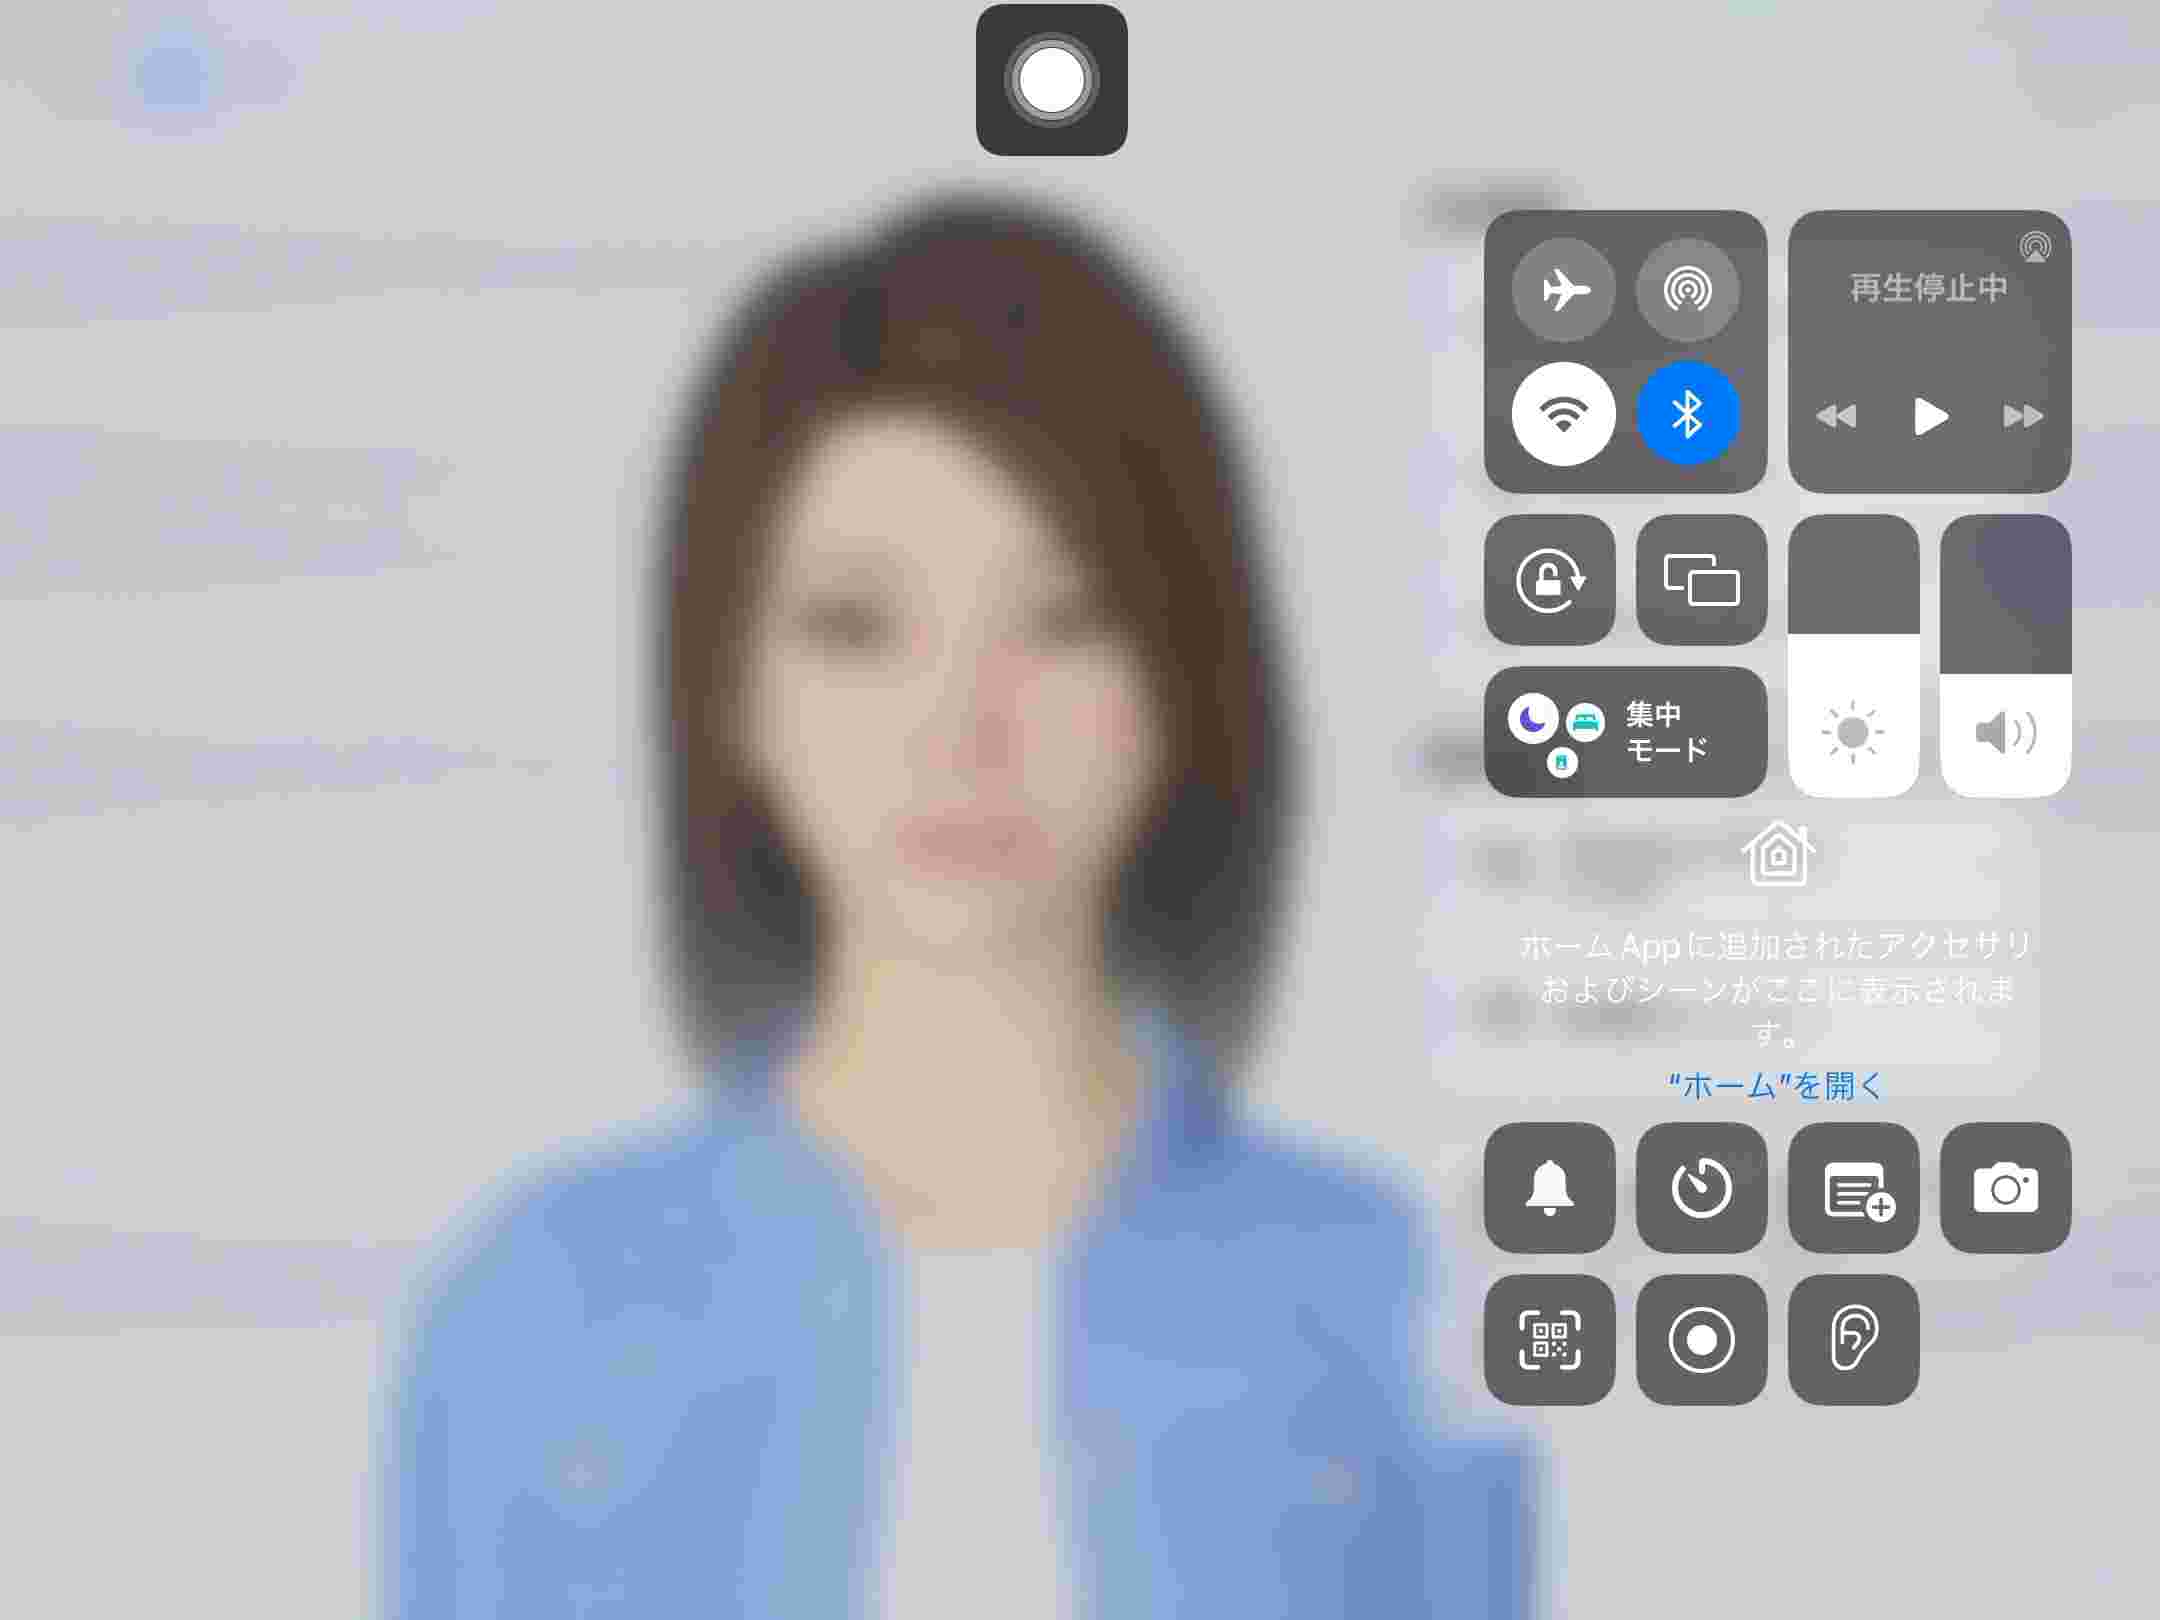 再生停止中
集中
モード
ホームAppに追加されたアクセサリ
およびシーンがここに表示されま
す。
“ホーム”を開く